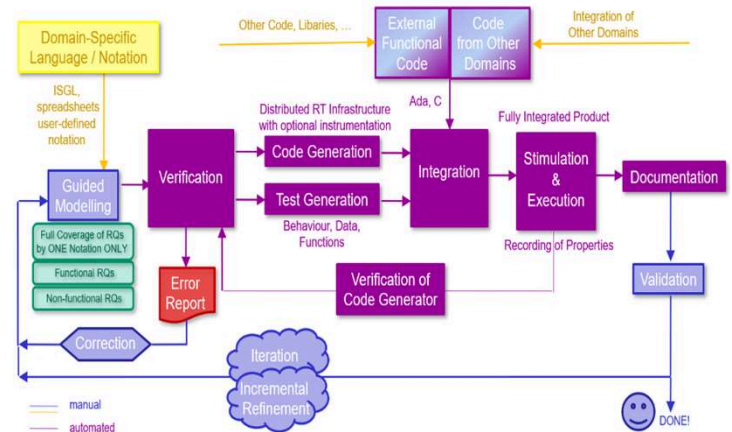 Domain-Specific
Language / Notation
Other Code, Libaries, ...
External
Functional
Code
Code
from Other
Domains
Integration of
Other Domains
ISGL,
spreadsheets
user-defined
notation
Ada, C
Distributed RT Infrastructure
with optional instrumentation
Fully Integrated Product
Guided
Modelling
Verification
Code Generation
Test Generation
Behaviour, Data,
Functions
Integration
Stimulation
&
Execution
Documentation
Recording of Properties
Full Coverage of RQs
by ONE Notation ONLY
Functional RQs
Non-functional RQs
Error
Report
Verification of
Code Generator
Validation
Correction
Iteration
Incremental
Refinement
manual
automated
DONE!